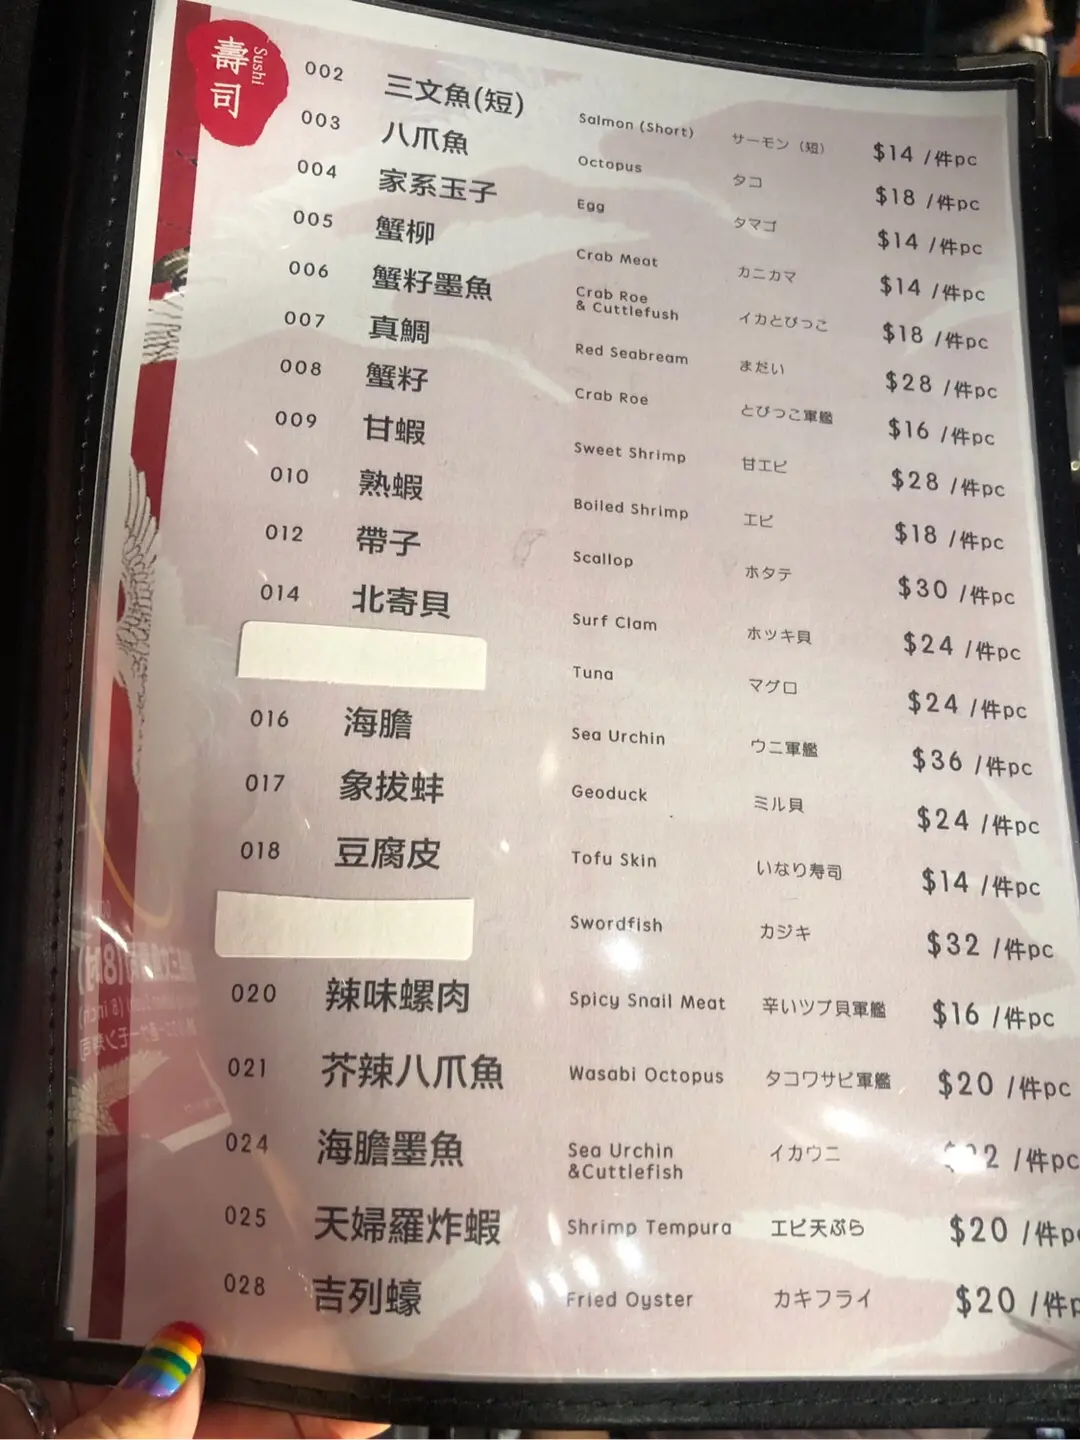 壽司
Sushi
002 三文魚(短) Salmon (Short) サーモン（短） $14 /件pc
003 八爪魚 Octopus タコ $18 /件pc
004 家系玉子 Egg タマゴ $14 /件pc
005 蟹柳 Crab Meat カニカマ $14 /件pc
006 蟹籽墨魚 Crab Roe
& Cuttlefush イカとびっこ $18 /件pc
007 真鯛 Red Seabream まだい $28 /件pc
008 蟹籽 Crab Roe とびつこ軍艦 $16 /件pc
009 甘蝦 Sweet Shrimp 甘エビ $28 /件pc
010 熟蝦 Boiled Shrimp エビ $18 /件pc
012 帶子 Scallop ホタテ $30 /件pc
014 北寄貝 Surf Clam ホッキ貝 $24 /件pc
Tuna マグロ $24 /件pc
016 海膽 Sea Urchin ウニ軍艦 $36 /件pc
017 象拔蚌 Geoduck ミル貝 $24 /件pc
018 豆腐皮 Tofu Skin いなり寿司 $14 /件pc
Swordfish カジキ $32 /件pc
020 辣味螺肉 Spicy Snail Meat 辛いツブ貝軍艦 $16 /件pc
021 芥辣八爪魚 Wasabi Octopus タコワサビ軍艦 $20 /件pc
024 海膽墨魚 Sea Urchin
&Cuttlefish イカウニ /件pc
025 天婦羅炸蝦 Shrimp Tempura エビ天ぷら $20 /件p
028 吉列蠔 Fried Oyster カキフライ $20 /件p